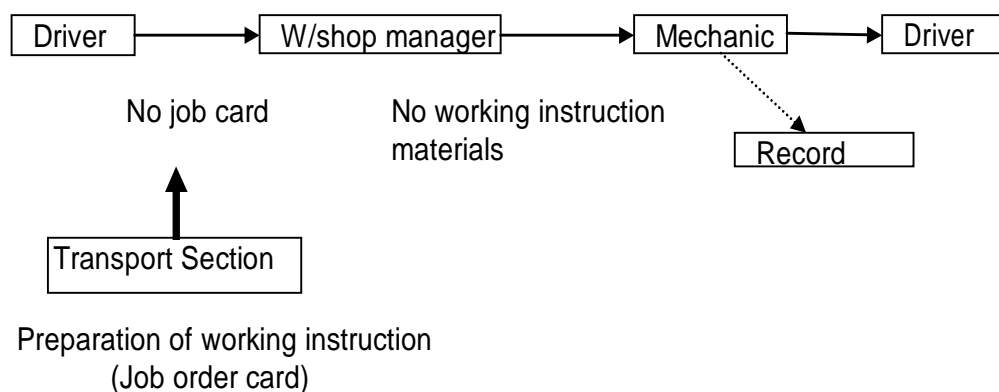 Driver
W/shop manager
Mechanic
Driver
No job card
No working instruction
materials
Record
Transport Section
Preparation of working instruction
(Job order card)